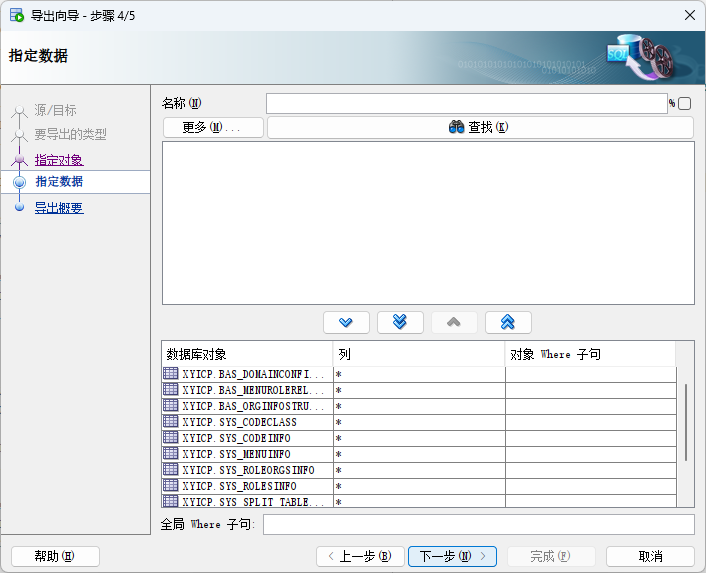 导出向导 - 步骤 4/5
指定数据
0101010101010101010101010101
0101010101010
SQL
源/目标
要导出的类型
指定对象
指定数据
导出概要
名称(N) %
更多(M)... 查找(K)
数据库对象 列 对象 Where 子句
XYICP.BAS_DOMAINCONFI... *
XYICP.BAS_MENUROLEREL... *
XYICP.BAS_ORGINFOSTRU... *
XYICP.SYS_CODECLASS *
XYICP.SYS_CODEINFO *
XYICP.SYS_MENUINFO *
XYICP.SYS_ROLEORGSINFO *
XYICP.SYS_ROLESINFO *
XYICP.SYS_SPLIT_TABLE... *
全局 Where 子句:
帮助(H) < 上一步(B) 下一步(N) > 完成(F) 取消